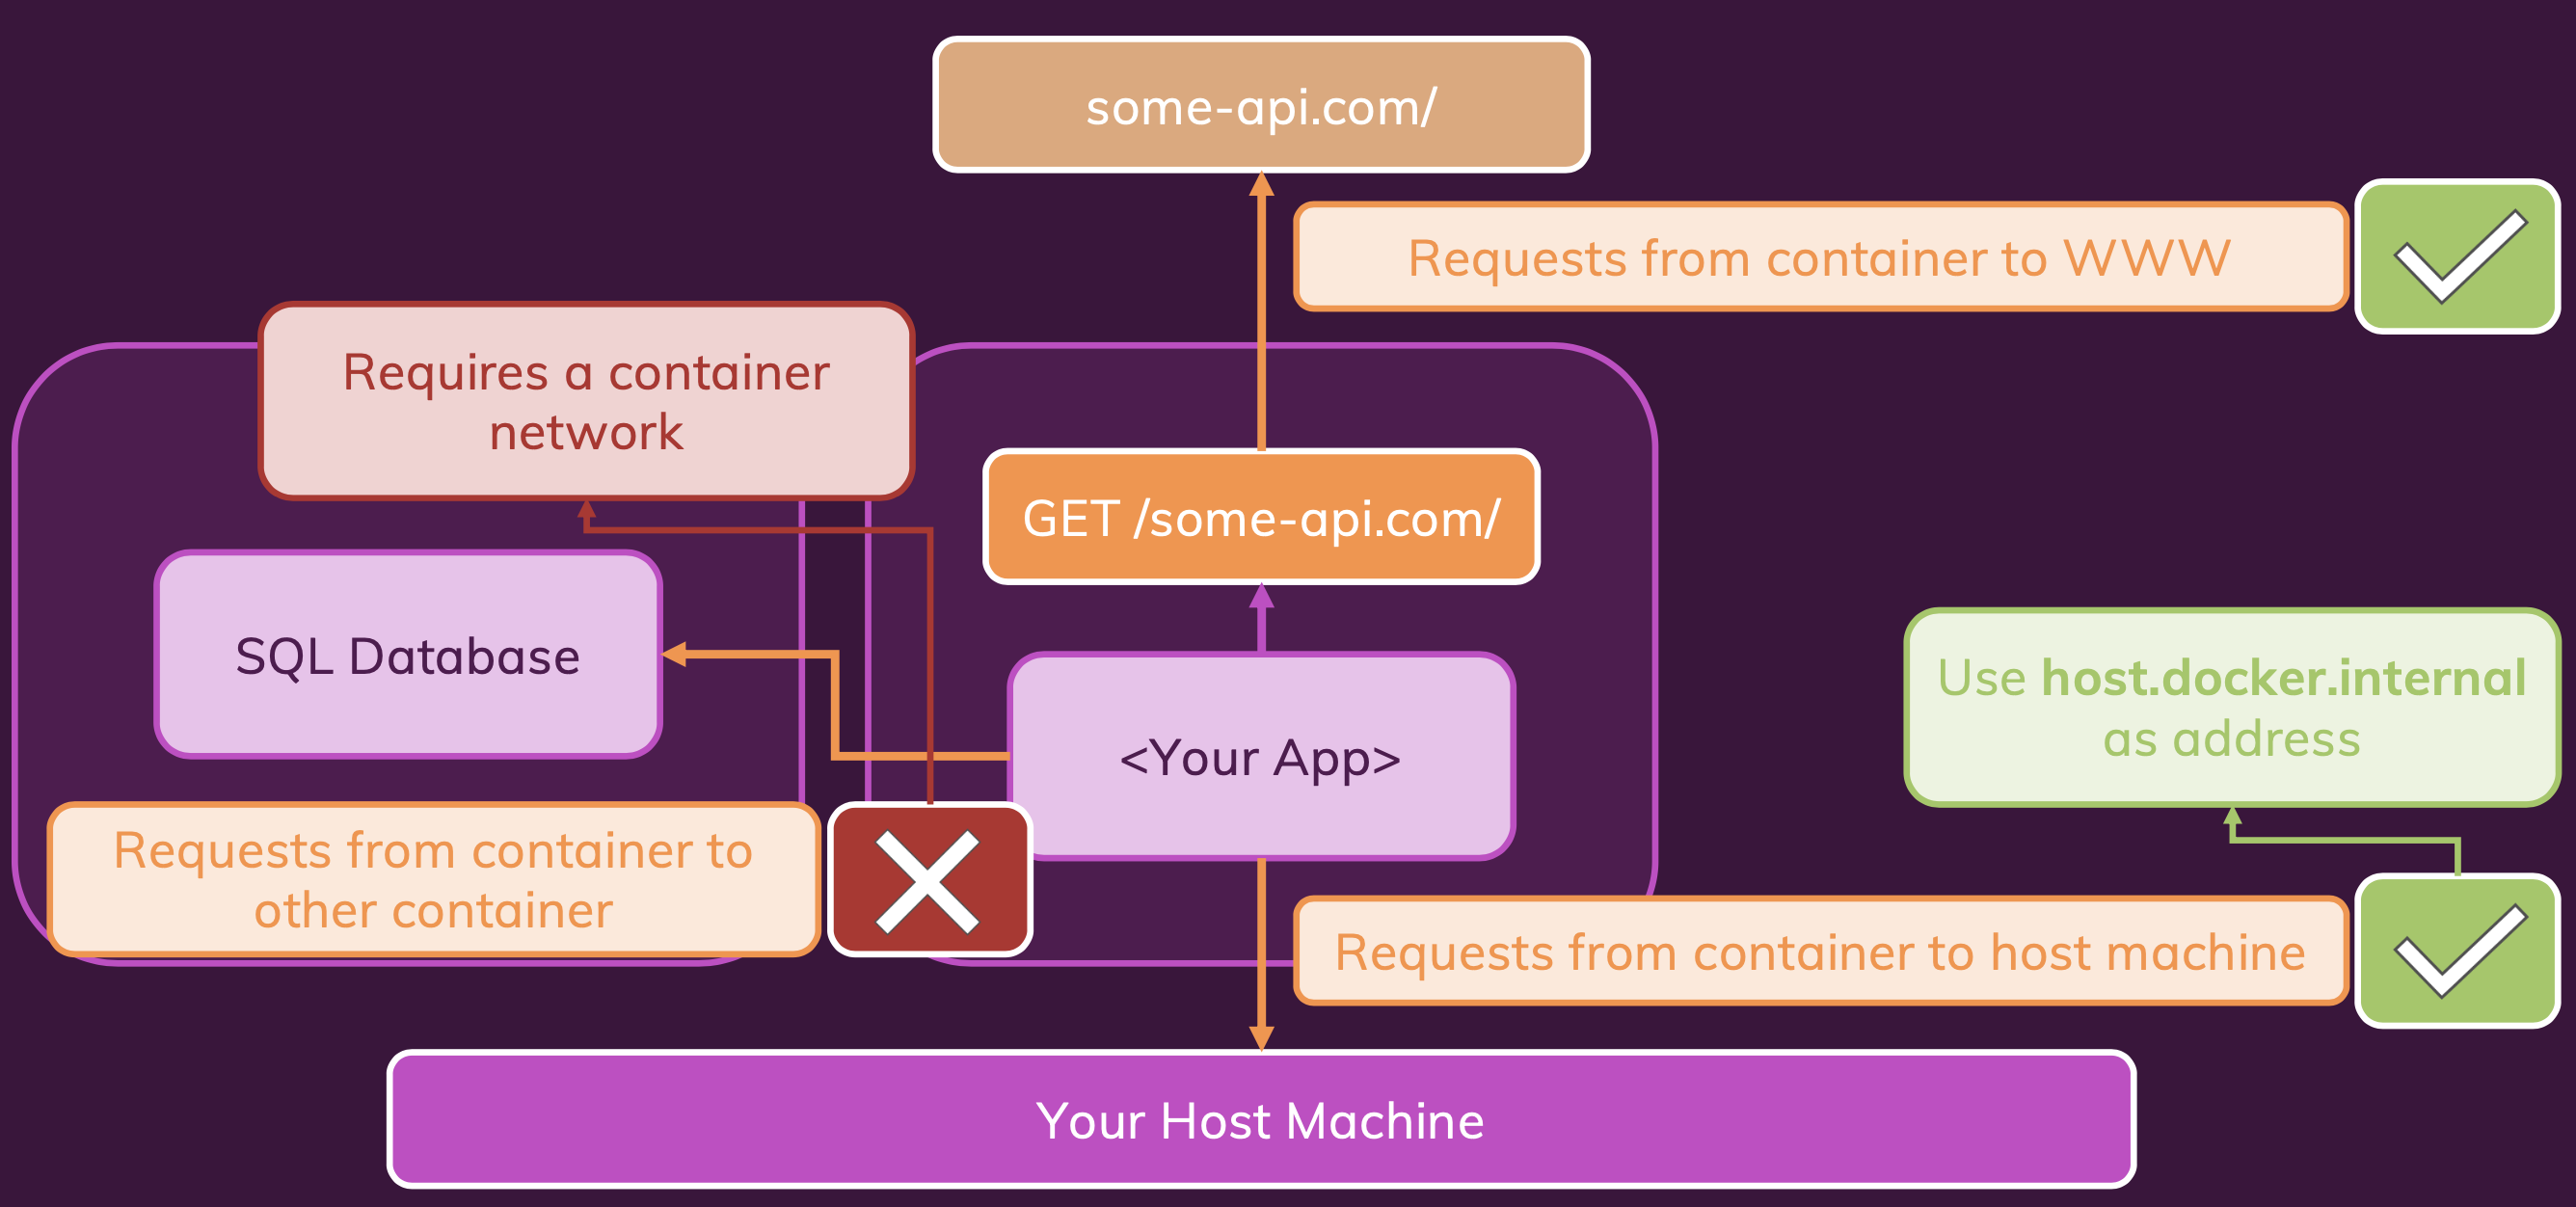 some-api.com/
Requests from container to WWW
Requires a container
network
GET /some-api.com/
SQL Database
<Your App>
Use host.docker.internal
as address
Requests from container to
other container
Requests from container to host machine
Your Host Machine